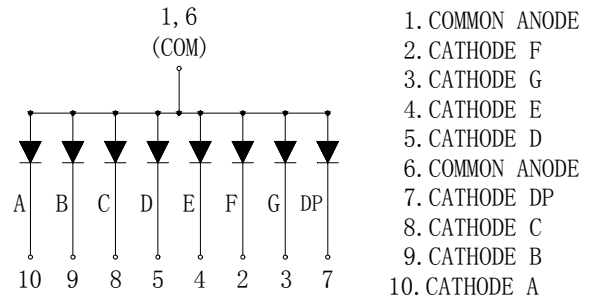 1,6
(COM)
A B C D E F G DP
10 9 8 5 4 2 3 7
1. COMMON ANODE
2. CATHODE F
3. CATHODE G
4. CATHODE E
5. CATHODE D
6. COMMON ANODE
7. CATHODE DP
8. CATHODE C
9. CATHODE B
10. CATHODE A